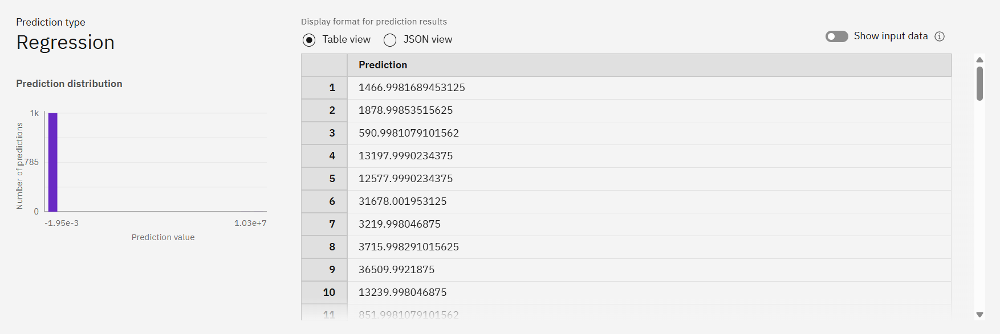 Prediction type
Regression
Prediction distribution
1k
785
0
Number of predictions
-1.95e-3
1.03e+7
Prediction value
Display format for prediction results
Table view
JSON view
Show input data
Prediction
1 1466.9981689453125
2 1878.99853515625
3 590.9981079101562
4 13197.9990234375
5 12577.9990234375
6 31678.001953125
7 3219.998046875
8 3715.998291015625
9 36509.9921875
10 13239.998046875
11 851.9981079101562